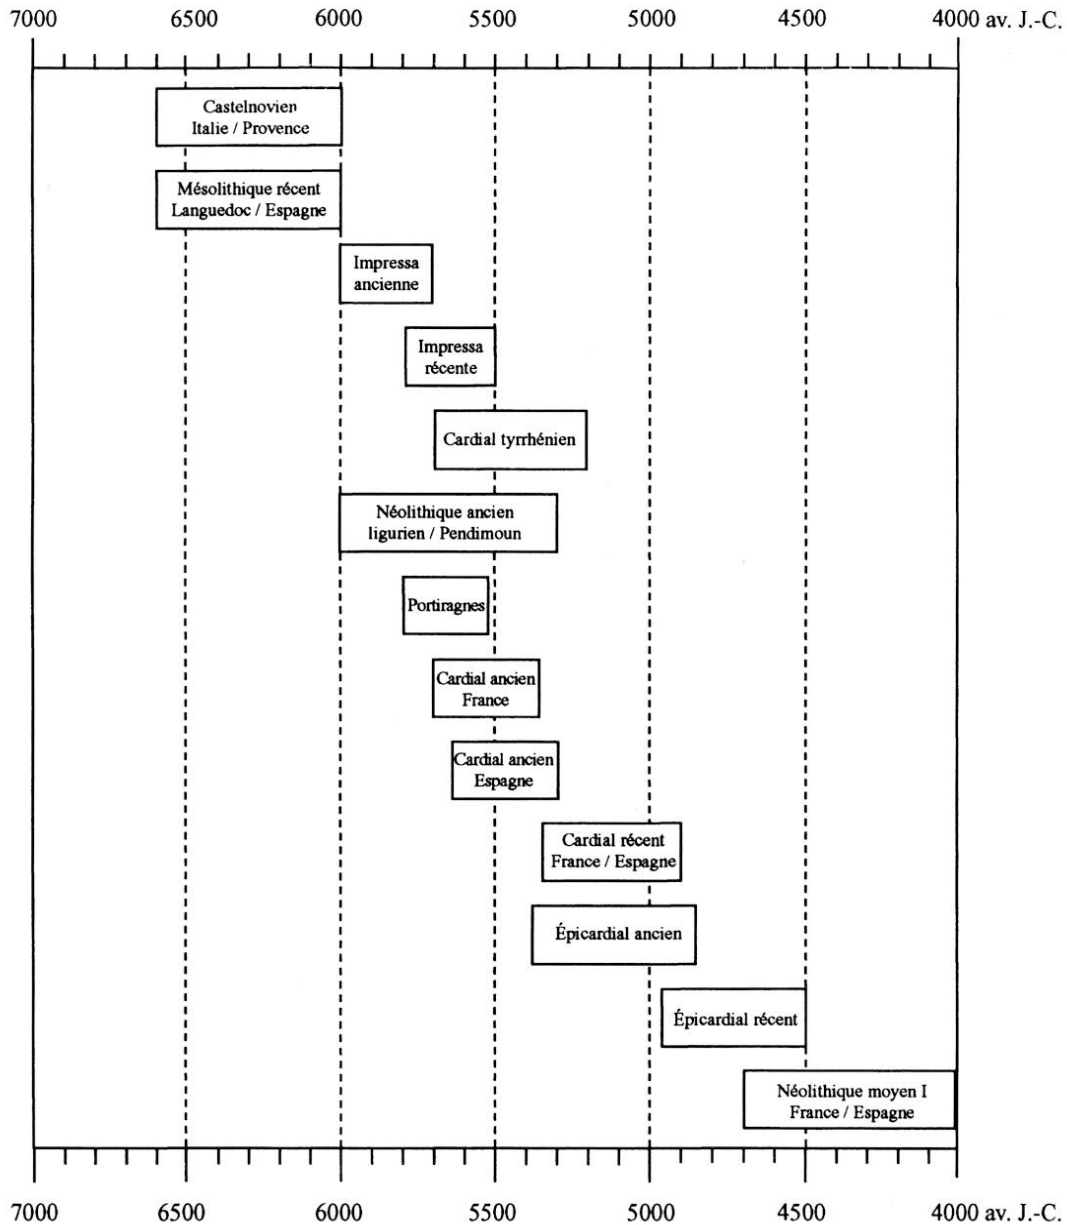 7000 6500 6000 5500 5000 4500 4000 av. J.-C.
Castelnovien
Italie / Provence
Mésolithique récent
Languedoc / Espagne
Impressa
ancienne
Impressa
récente
Cardial tyrrhénien
Néolithique ancien
ligurien / Pendimoun
Portiragnes
Cardial ancien
France
Cardial ancien
Espagne
Cardial récent
France / Espagne
Épicardial ancien
Épicardial récent
Néolithique moyen I
France / Espagne
7000 6500 6000 5500 5000 4500 4000 av. J.-C.